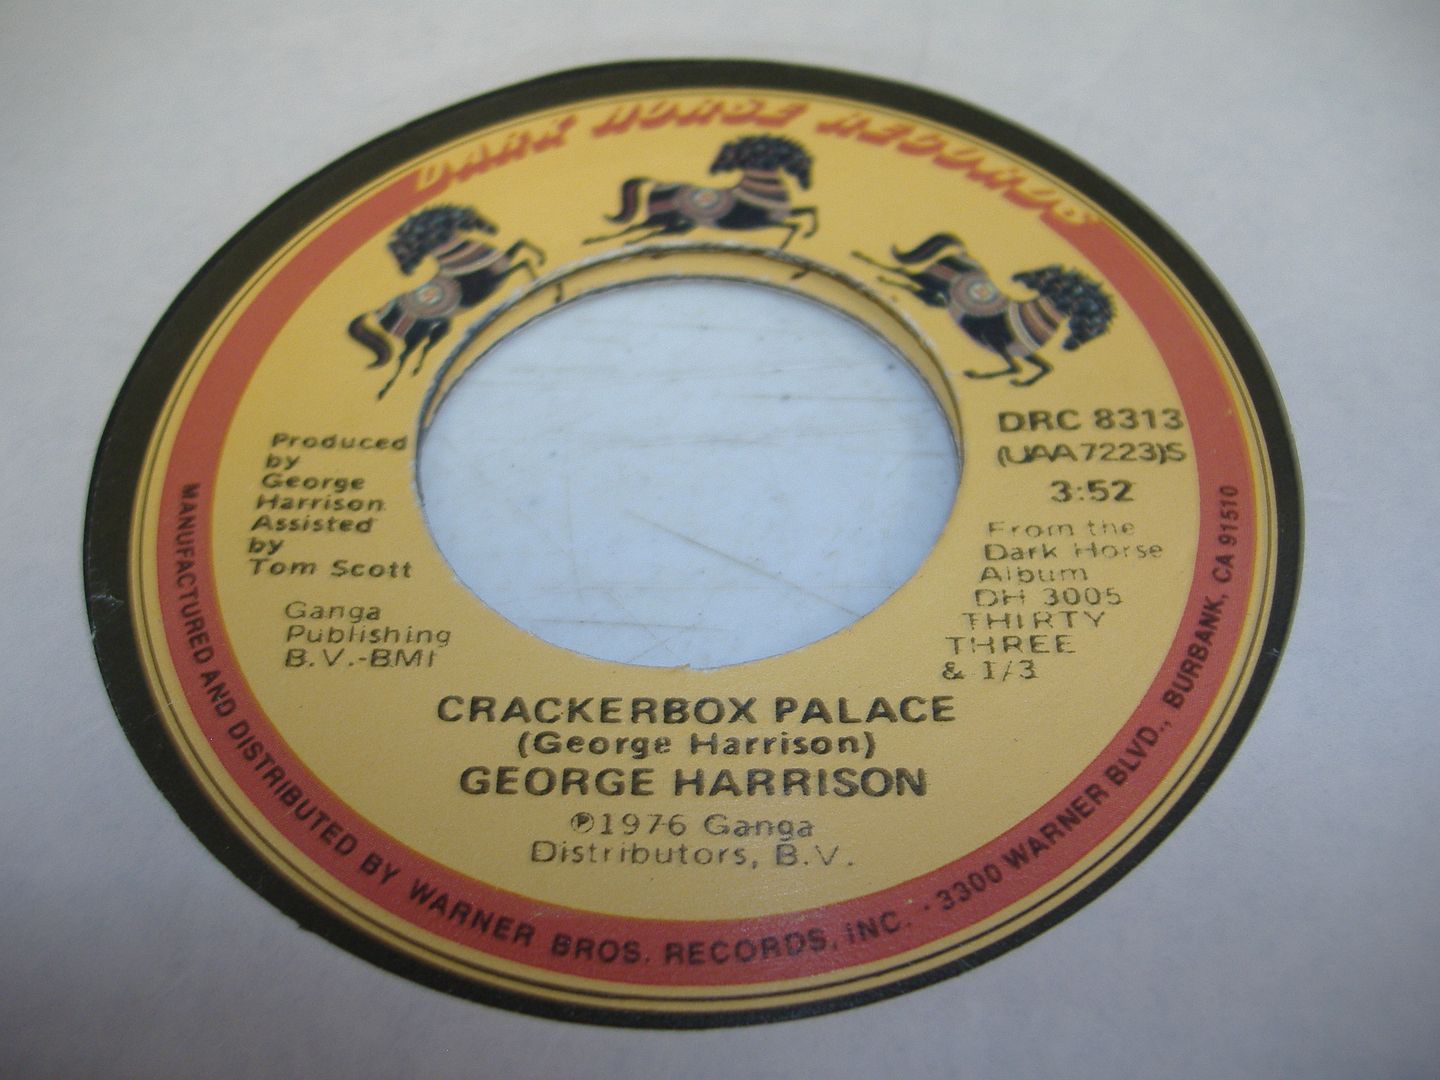 DARK HORSE RECORDS
DRC 8313
(UAA7223)S
3:52
From the
Dark Horse
Album
DH 3005
THIRTY
THREE
& 1/3
Produced
by
George
Harrison
Assisted
by
Tom Scott
Ganga
Publishing
B.V.-BMI
CRACKERBOX PALACE
(George Harrison)
GEORGE HARRISON
℗1976 Ganga
Distributors, B.V.
MANUFACTURED AND DISTRIBUTED BY WARNER BROS. RECORDS, INC. · 3300 WARNER BLVD., BURBANK, CA 91510